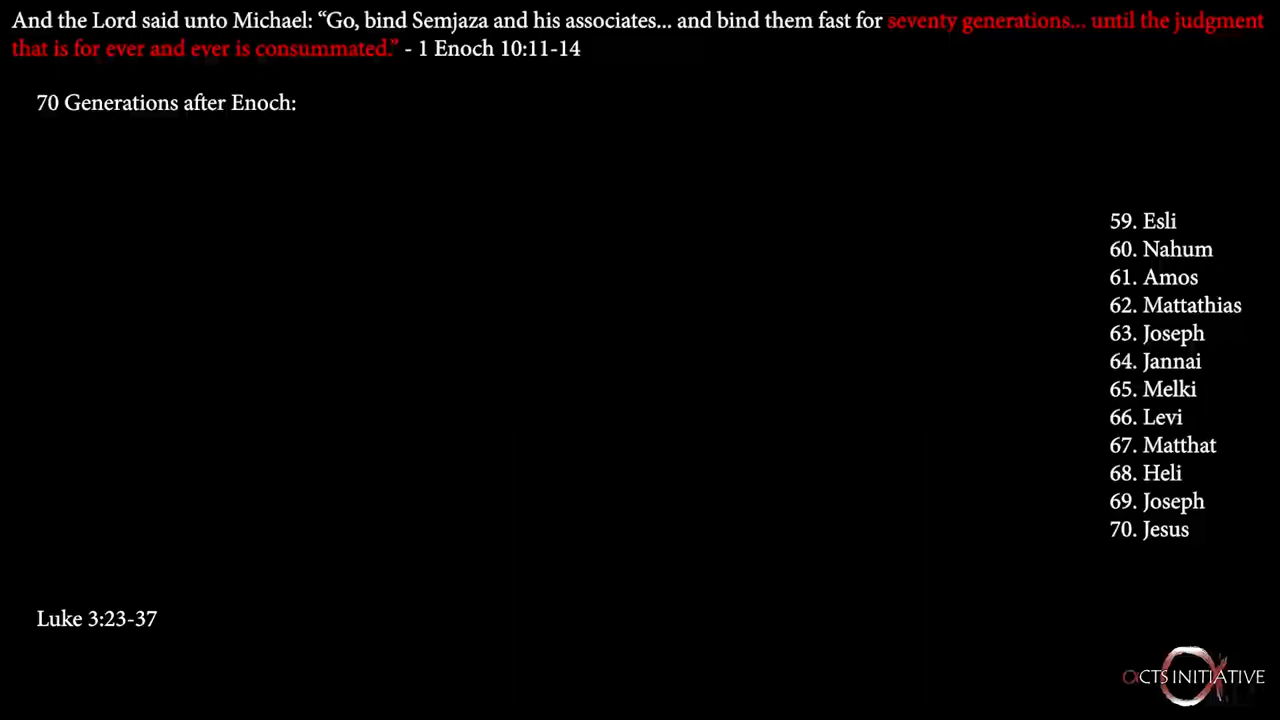 And the Lord said unto Michael: “Go, bind Semjaza and his associates... and bind them fast for seventy generations... until the judgment
that is for ever and ever is consummated.” - 1 Enoch 10:11-14
70 Generations after Enoch:
59. Esli
60. Nahum
61. Amos
62. Mattathias
63. Joseph
64. Jannai
65. Melki
66. Levi
67. Matthat
68. Heli
69. Joseph
70. Jesus
Luke 3:23-37
aCTS INITIATIVE